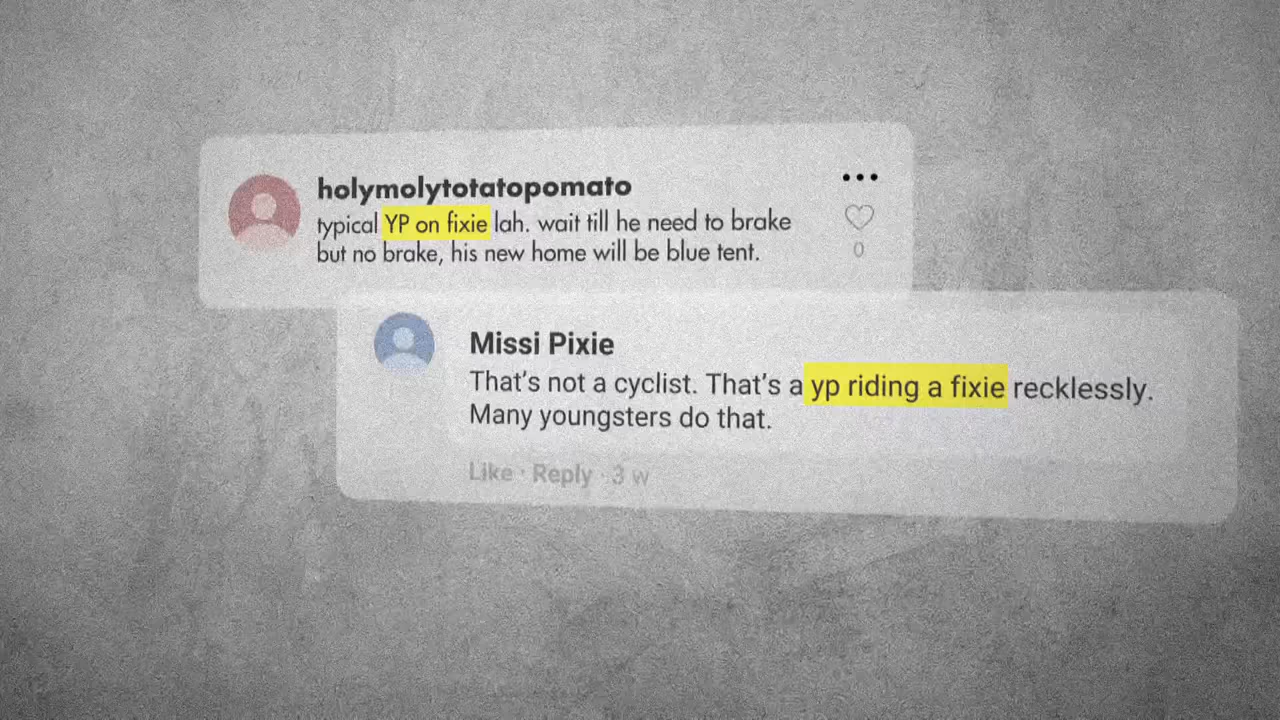 holymolytotatopomato
typical YP on fixie lah. wait till he need to brake
but no brake, his new home will be blue tent.
0
Missi Pixie
That's not a cyclist. That's a yp riding a fixie recklessly.
Many youngsters do that.
Like · Reply · 3 w